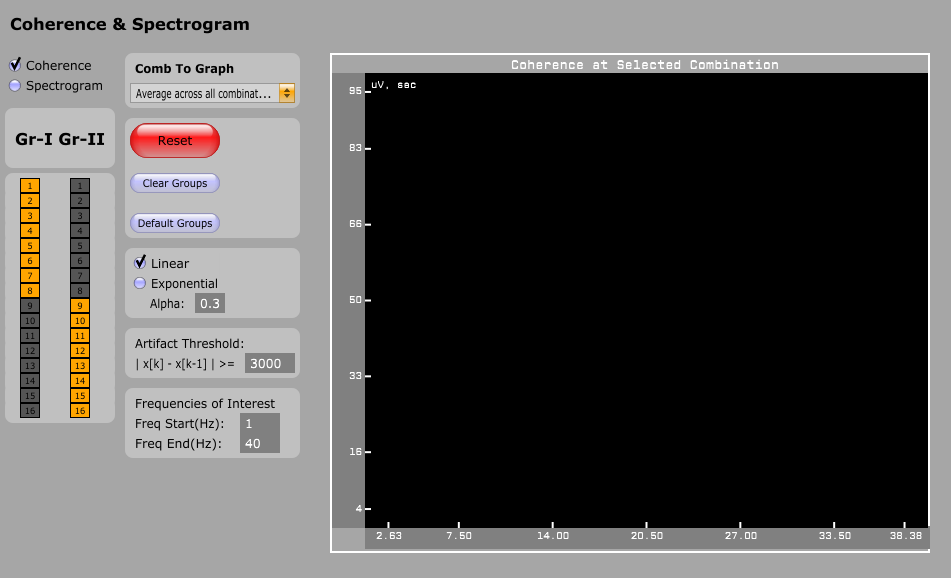 Coherence & Spectrogram
Coherence
Spectrogram
Gr-I Gr-II
1 1
2 2
3 3
4 4
5 5
6 6
7 7
8 8
9 9
10 10
11 11
12 12
13 13
14 14
15 15
16 16
Comb To Graph
Average across all combinat...
Reset
Clear Groups
Default Groups
Linear
Exponential
Alpha: 0.3
Artifact Threshold:
| x[k] - x[k-1] | >= 3000
Frequencies of Interest
Freq Start(Hz): 1
Freq End(Hz): 40
Coherence at Selected Combination
uV, sec
95
83
66
50
33
16
4
2.63 7.50 14.00 20.50 27.00 33.50 38.38